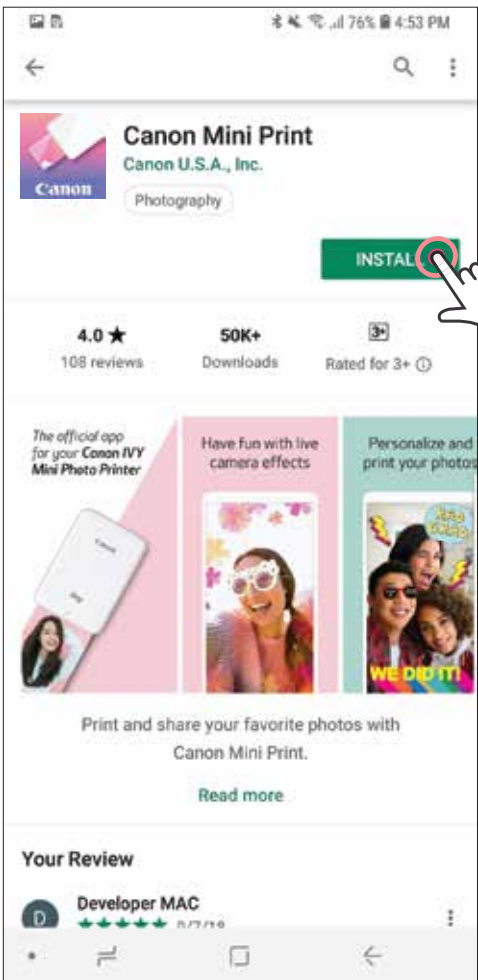 76% 4:53 PM
Canon Mini Print
Canon U.S.A., Inc.
Canon
Photography
INSTALL
4.0 ★ 50K+ 3+
108 reviews Downloads Rated for 3+
The official app for your Canon IVY Mini Photo Printer
Have fun with live camera effects
Personalize and print your photos
Canon
WE DID IT!
Print and share your favorite photos with
Canon Mini Print.
Read more
Your Review
D
Developer MAC